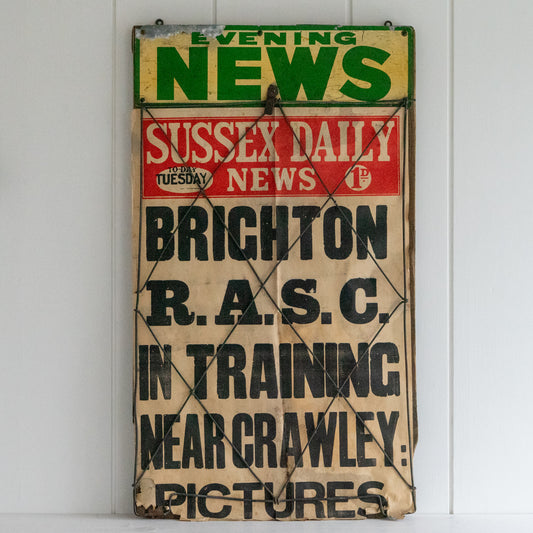 EVENING
NEWS
SUSSEX DAILY
NEWS
TO-DAY
TUESDAY
1D
BRIGHTON
R.A.S.C.
IN TRAINING
NEAR CRAWLEY:
PICTURES